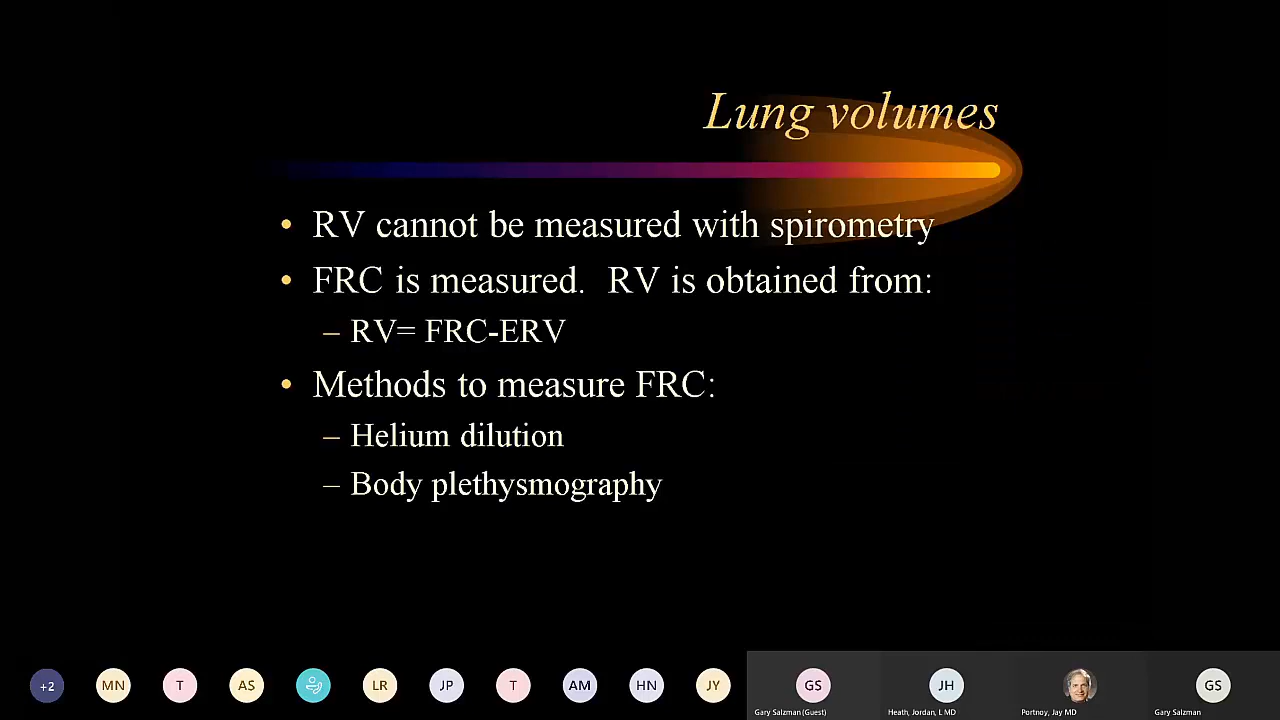 Lung volumes
• RV cannot be measured with spirometry
• FRC is measured.  RV is obtained from:
– RV= FRC-ERV
• Methods to measure FRC:
– Helium dilution
– Body plethysmography
+2 MN T AS LR JP T AM HN JY GS JH GS
Gary Salzman (Guest) Heath, Jordan, L MD Portnoy, Jay MD Gary Salzman